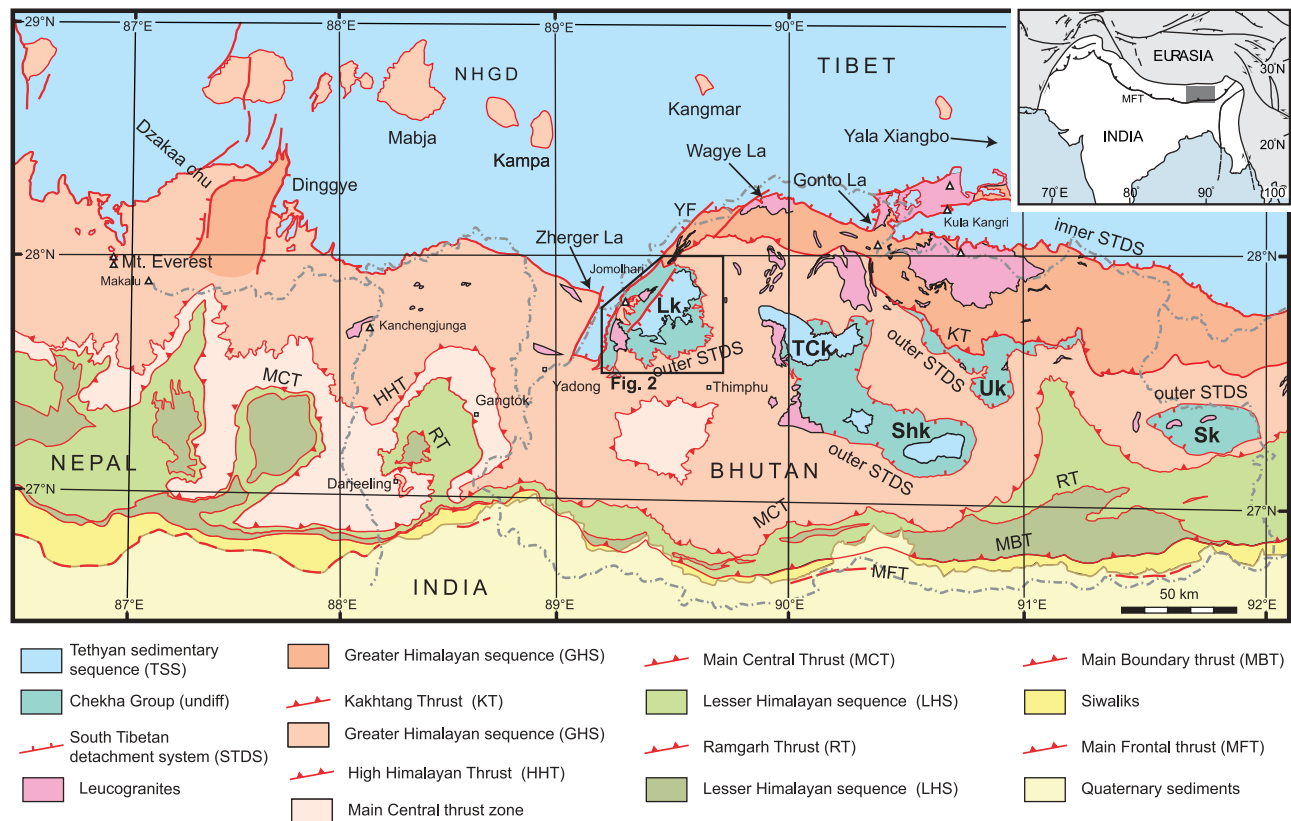 29°N
87°E
88°E
90°E
NHGD
TIBET
Kangmar
Mabja
Kampa
Yala Xiangbo
Wagye La
Gonto La
Dzakaa chu
Dinggye
YF
Kula Kangri
inner STDS
Zherger La
28°N
28°N
Mt. Everest
Makalu
Jomolhari
Kanchengjunga
Lk
KT
TCk
outer STDS
outer STDS
Uk
Fig. 2
Yadong
Thimphu
MCT
HHT
Gangtok
outer STDS
Sk
Shk
RT
NEPAL
BHUTAN
outer STDS
RT
Darjeeling
27°N
27°N
MCT
MBT
INDIA
MFT
87°E
88°E
89°E
90°E
91°E
92°E
50 km
EURASIA
30°N
MFT
INDIA
20°N
70°E
80°
90°
100°
Tethyan sedimentary
sequence (TSS)
Chekha Group (undiff)
South Tibetan
detachment system (STDS)
Leucogranites
Greater Himalayan sequence (GHS)
Kakhtang Thrust (KT)
Greater Himalayan sequence (GHS)
High Himalayan Thrust (HHT)
Main Central thrust zone
Main Central Thrust (MCT)
Lesser Himalayan sequence (LHS)
Ramgarh Thrust (RT)
Lesser Himalayan sequence (LHS)
Main Boundary thrust (MBT)
Siwaliks
Main Frontal thrust (MFT)
Quaternary sediments